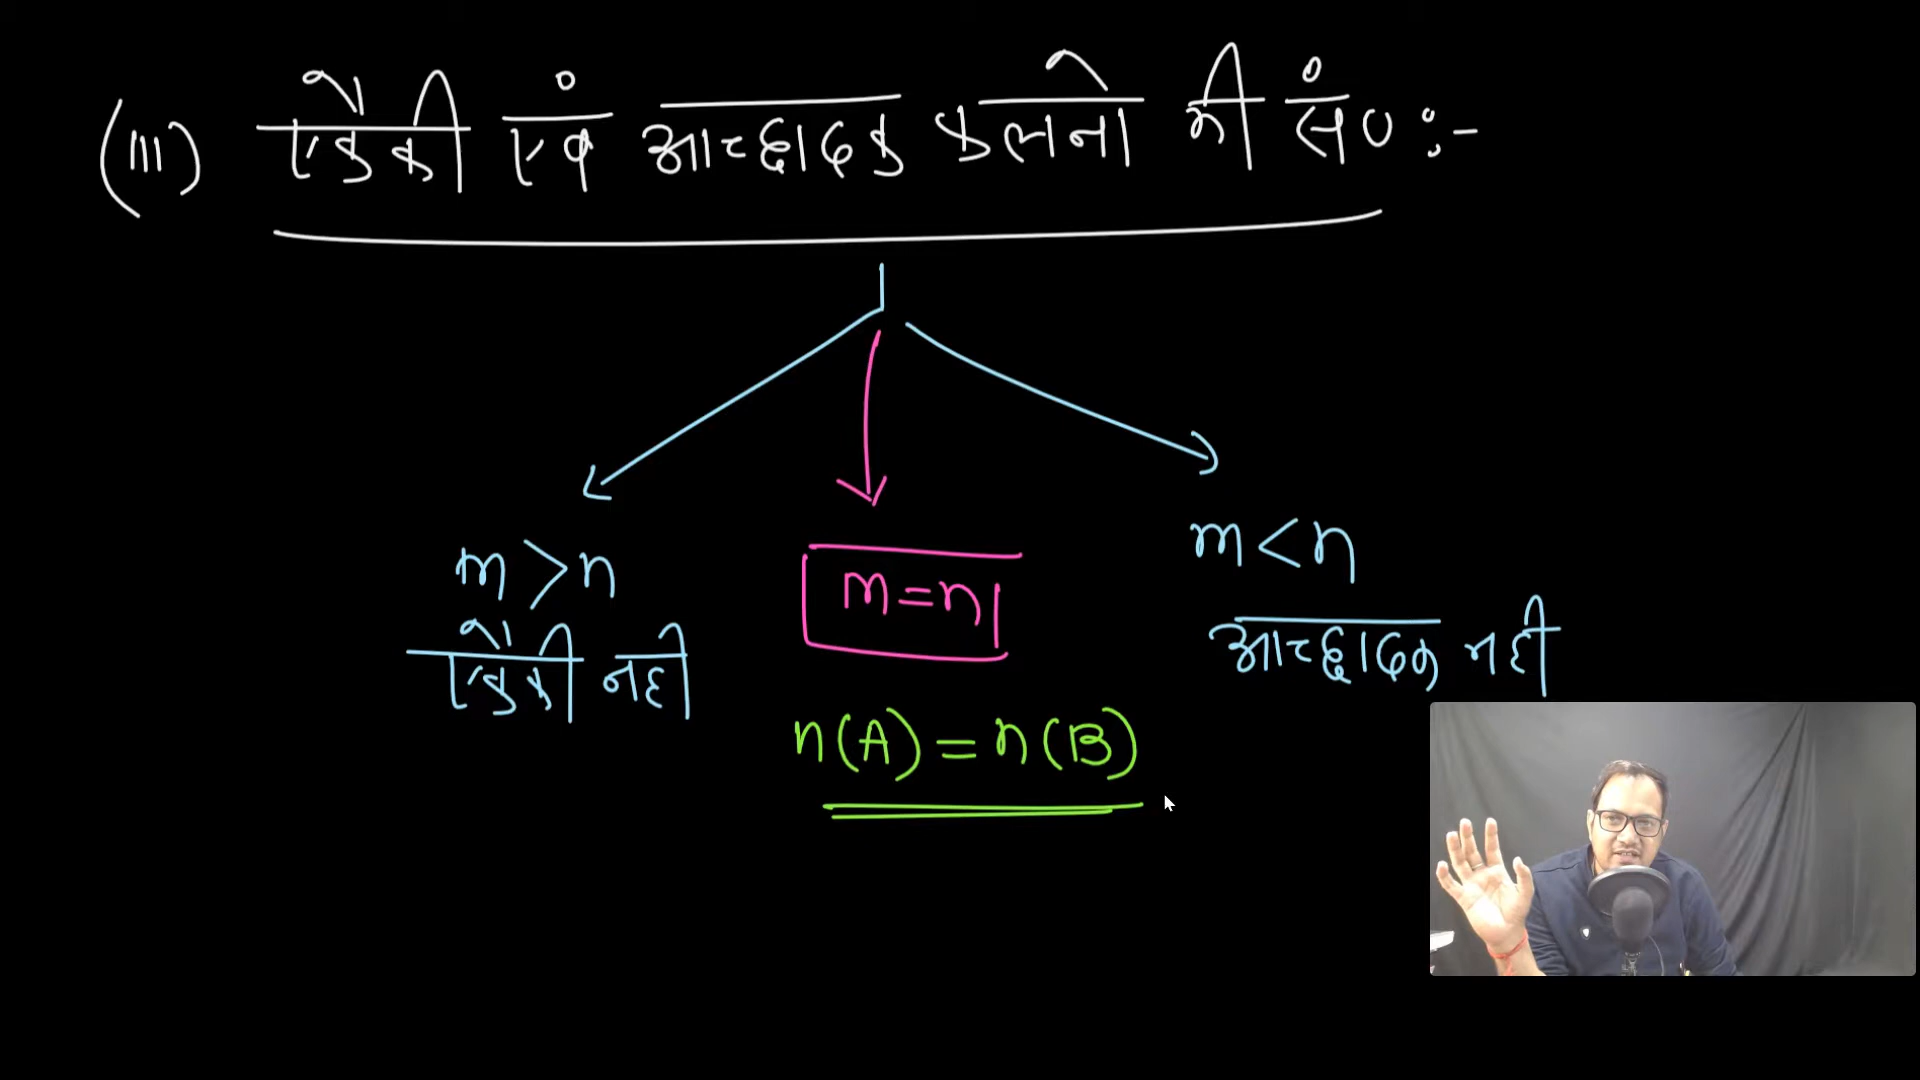 (III) एकैकी एवं आच्छादक फलनो की सं० :-
m > n
एकैकी नही
m = n
n(A) = n(B)
m < n
आच्छादक नही